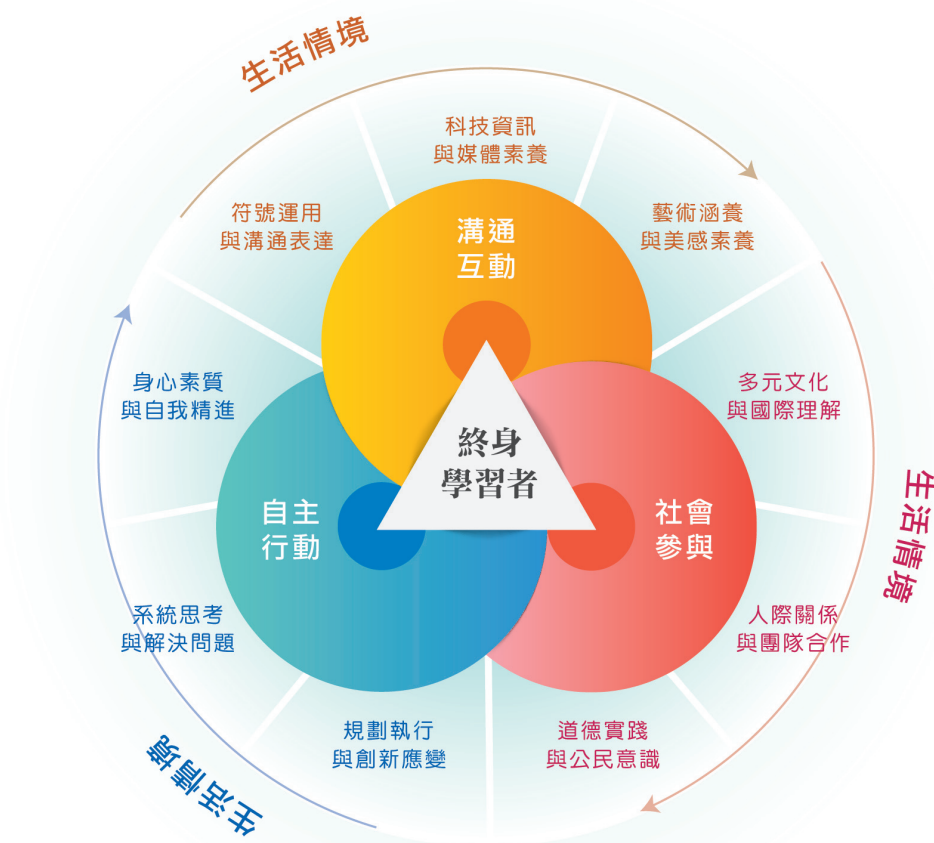 生活情境
科技資訊
與媒體素養
符號運用
與溝通表達
藝術涵養
與美感素養
溝通
互動
身心素質
與自我精進
多元文化
與國際理解
終身
學習者
自主
行動
社會
參與
生活情境
系統思考
與解決問題
人際關係
與團隊合作
規劃執行
與創新應變
道德實踐
與公民意識
生活情境